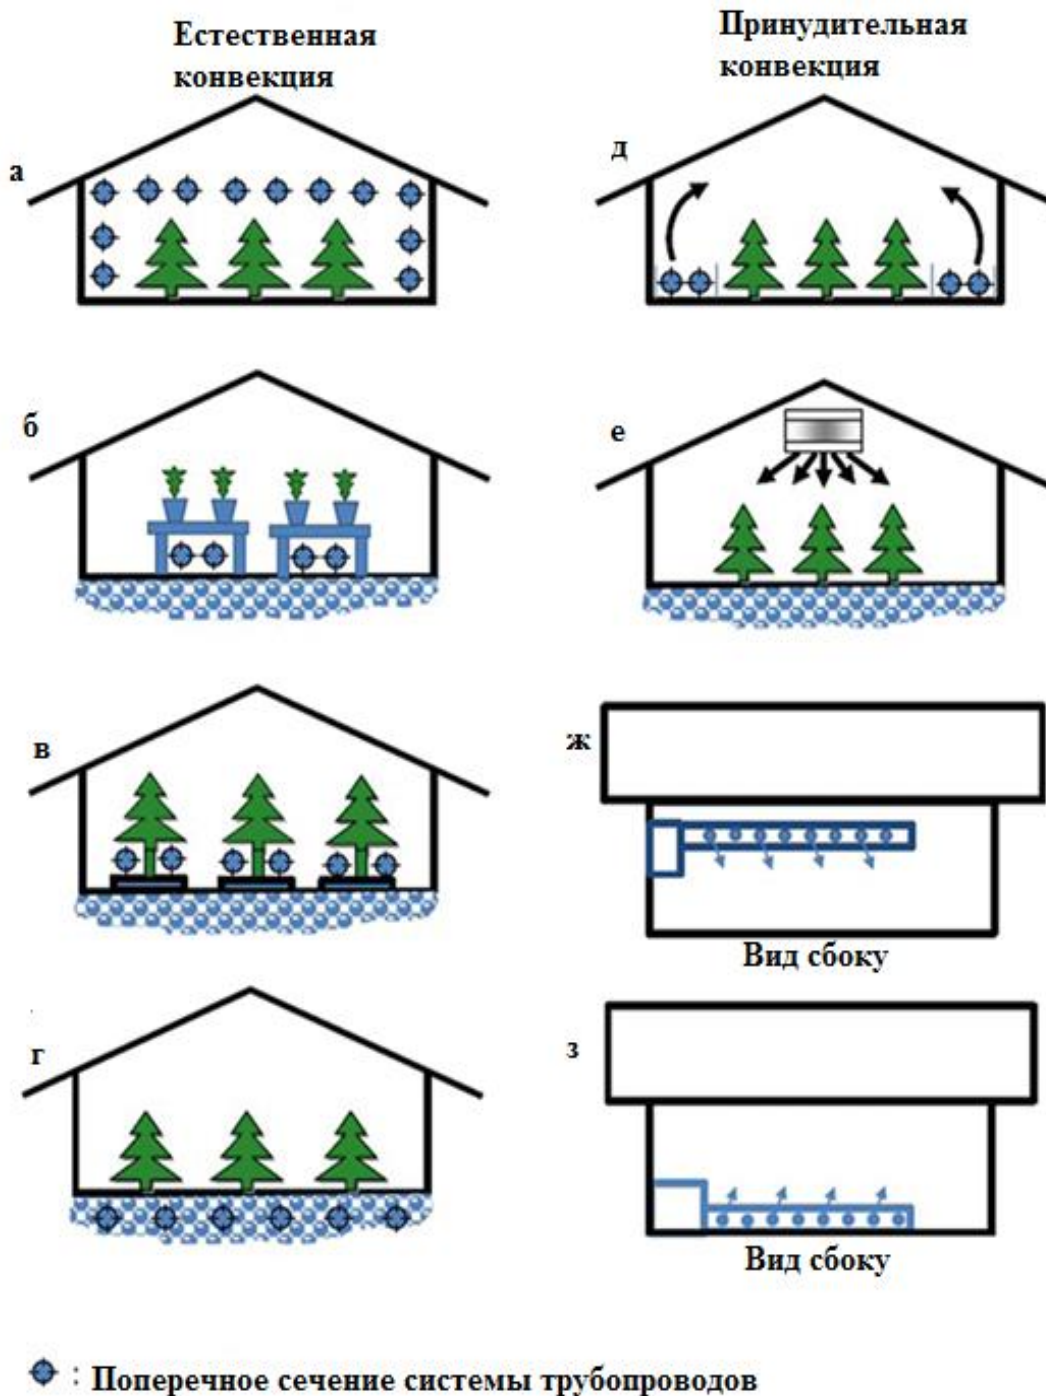 Естественная
конвекция
Принудительная
конвекция
а
д
б
е
в
ж
Вид сбоку
г
з
Вид сбоку
: Поперечное сечение системы трубопроводов